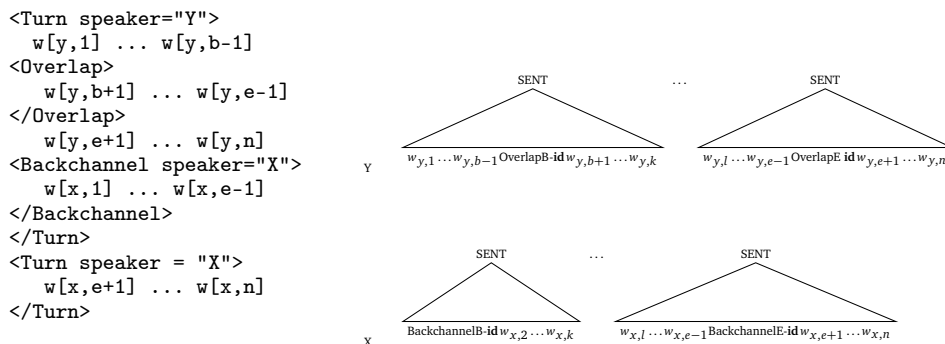 <Turn speaker="Y">
w[y,1] ... w[y,b-1]
<Overlap>
w[y,b+1] ... w[y,e-1]
</Overlap>
w[y,e+1] ... w[y,n]
<Backchannel speaker="X">
w[x,1] ... w[x,e-1]
</Backchannel>
</Turn>
<Turn speaker = "X">
w[x,e+1] ... w[x,n]
</Turn>
SENT ... SENT
Y w_{y,1} ... w_{y,b-1} OverlapB-id w_{y,b+1} ... w_{y,k} w_{y,l} ... w_{y,e-1} OverlapE id w_{y,e+1} ... w_{y,n}
SENT ... SENT
X BackchannelB-id w_{x,2} ... w_{x,k} w_{x,l} ... w_{x,e-1} BackchannelE-id w_{x,e+1} ... w_{x,n}